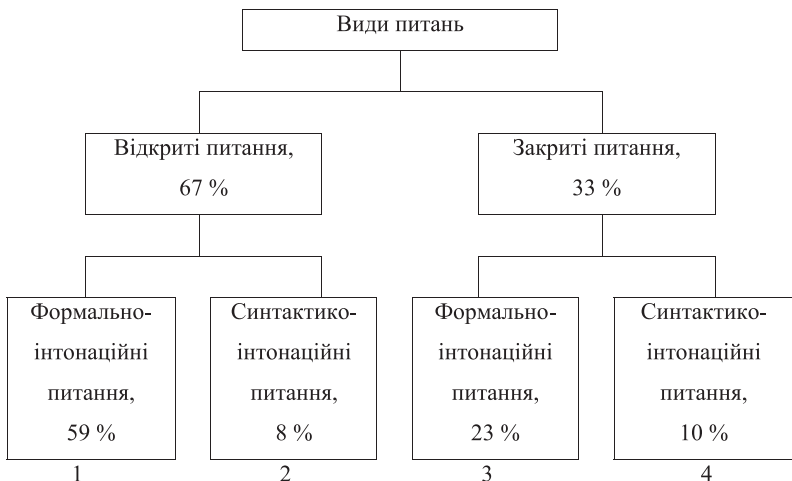 Види питань
Відкриті питання,
67 %
Закриті питання,
33 %
Формально-
інтонаційні
питання,
59 %
Синтактико-
інтонаційні
питання,
8 %
Формально-
інтонаційні
питання,
23 %
Синтактико-
інтонаційні
питання,
10 %
1
2
3
4